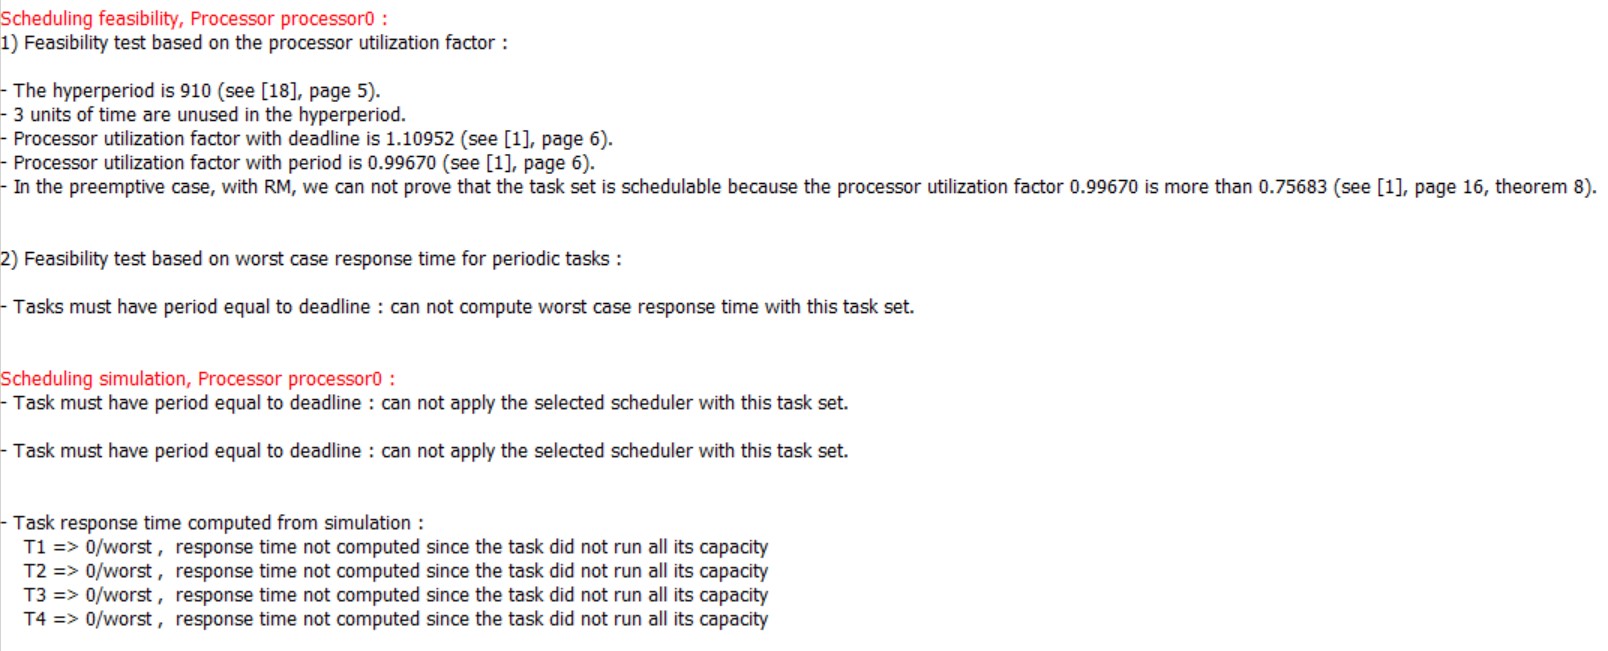 Scheduling feasibility, Processor processor0 :
1) Feasibility test based on the processor utilization factor :
- The hyperperiod is 910 (see [18], page 5).
- 3 units of time are unused in the hyperperiod.
- Processor utilization factor with deadline is 1.10952 (see [1], page 6).
- Processor utilization factor with period is 0.99670 (see [1], page 6).
- In the preemptive case, with RM, we can not prove that the task set is schedulable because the processor utilization factor 0.99670 is more than 0.75683 (see [1], page 16, theorem 8).
2) Feasibility test based on worst case response time for periodic tasks :
- Tasks must have period equal to deadline : can not compute worst case response time with this task set.
Scheduling simulation, Processor processor0 :
- Task must have period equal to deadline : can not apply the selected scheduler with this task set.
- Task must have period equal to deadline : can not apply the selected scheduler with this task set.
- Task response time computed from simulation :
T1 => 0/worst , response time not computed since the task did not run all its capacity
T2 => 0/worst , response time not computed since the task did not run all its capacity
T3 => 0/worst , response time not computed since the task did not run all its capacity
T4 => 0/worst , response time not computed since the task did not run all its capacity